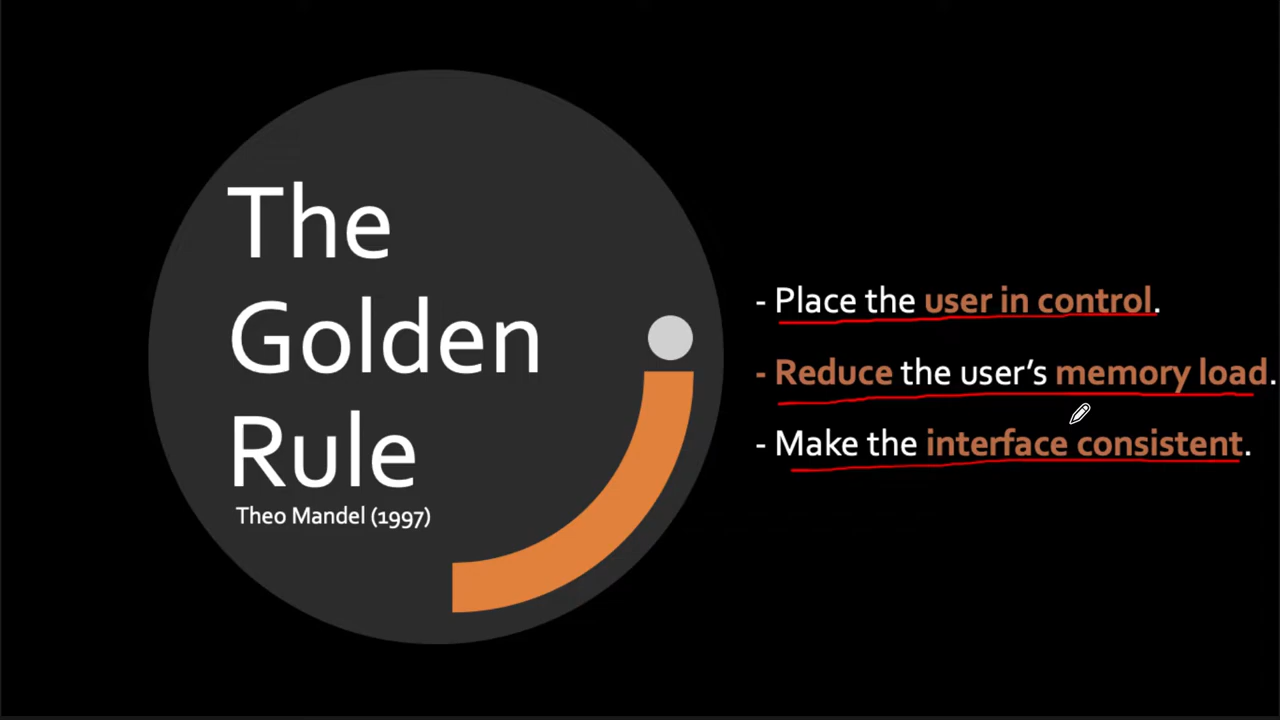 The
Golden
Rule
Theo Mandel (1997)
- Place the user in control.
- Reduce the user’s memory load.
- Make the interface consistent.